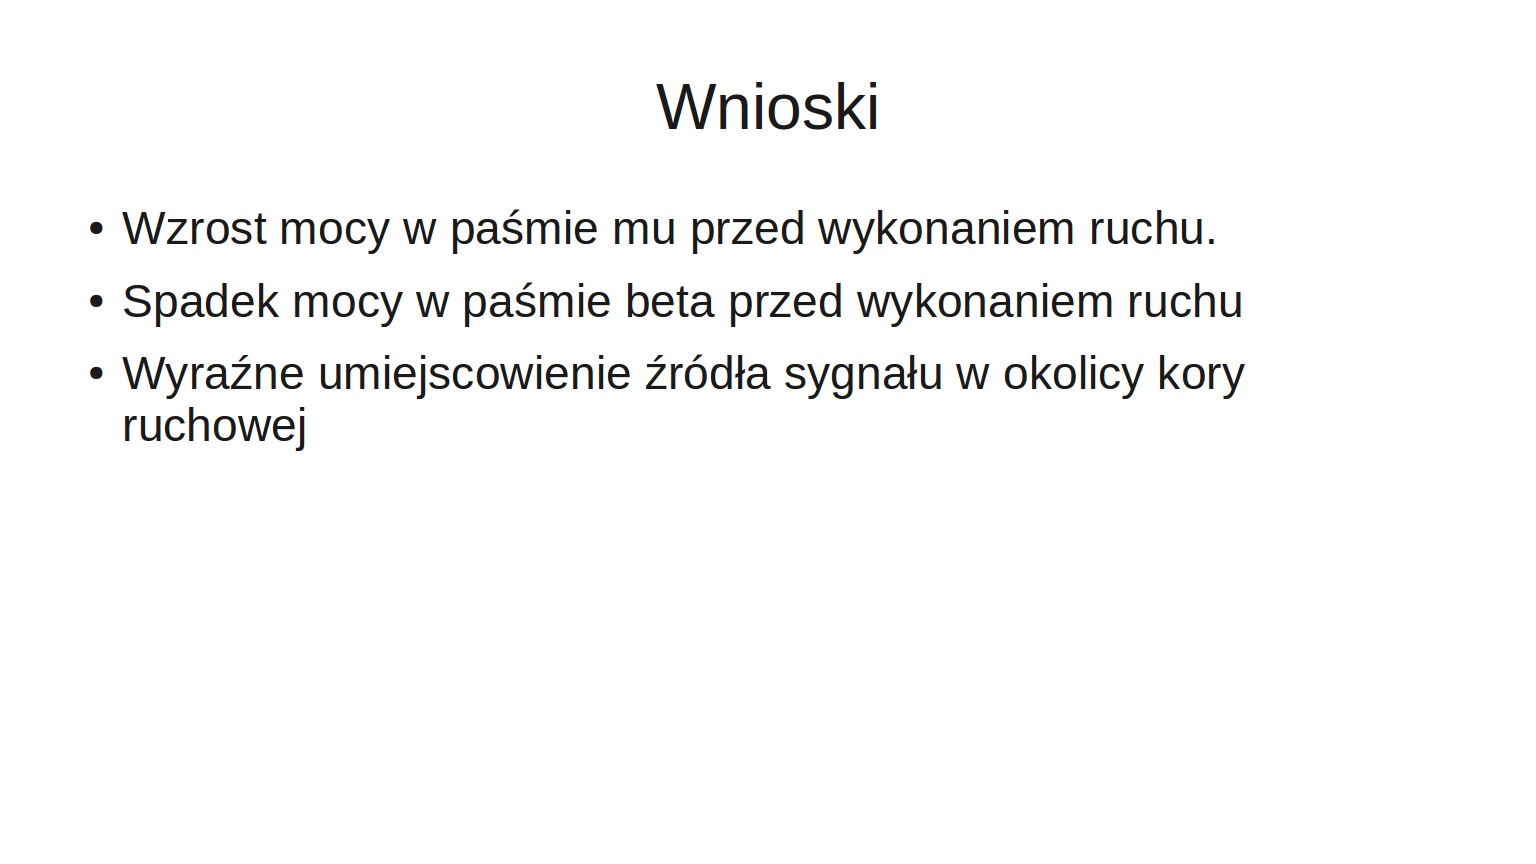 Wnioski
• Wzrost mocy w paśmie mu przed wykonaniem ruchu.
• Spadek mocy w paśmie beta przed wykonaniem ruchu
• Wyraźne umiejscowienie źródła sygnału w okolicy kory
ruchowej